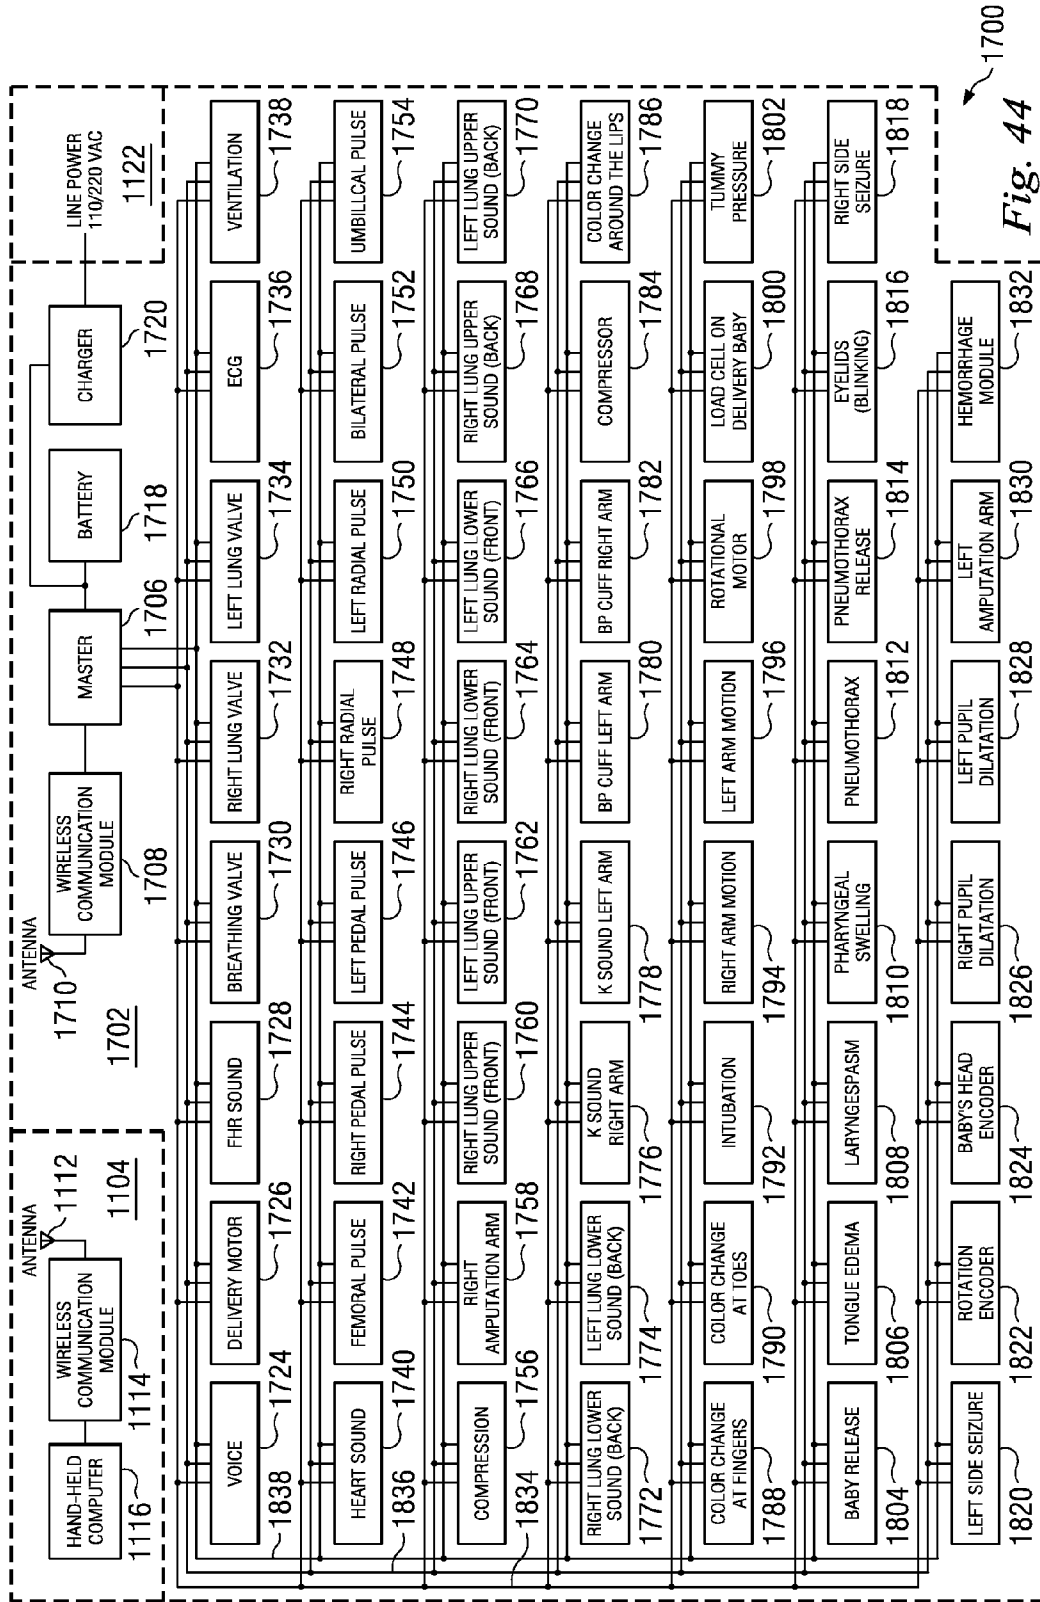 ANTENNA
1112
1104
HAND-HELD
COMPUTER
1116
WIRELESS
COMMUNICATION
MODULE
1114
ANTENNA
1710
1702
WIRELESS
COMMUNICATION
MODULE
1708
MASTER
1706
BATTERY
1718
CHARGER
1720
LINE POWER
110/220 VAC
1122
VOICE
1724
DELIVERY MOTOR
1726
FHR SOUND
1728
BREATHING VALVE
1730
RIGHT LUNG VALVE
1732
LEFT LUNG VALVE
1734
ECG
1736
VENTILATION
1738
1838
HEART SOUND
1740
FEMORAL PULSE
1742
RIGHT PEDAL PULSE
1744
LEFT PEDAL PULSE
1746
RIGHT RADIAL
PULSE
1748
LEFT RADIAL PULSE
1750
BILATERAL PULSE
1752
UMBILLCAL PULSE
1754
1836
COMPRESSION
1756
RIGHT
AMPUTATION ARM
1758
RIGHT LUNG UPPER
SOUND (FRONT)
1760
LEFT LUNG UPPER
SOUND (FRONT)
1762
RIGHT LUNG LOWER
SOUND (FRONT)
1764
LEFT LUNG LOWER
SOUND (FRONT)
1766
RIGHT LUNG UPPER
SOUND (BACK)
1768
LEFT LUNG UPPER
SOUND (BACK)
1770
1834
RIGHT LUNG LOWER
SOUND (BACK)
1772
LEFT LUNG LOWER
SOUND (BACK)
1774
K SOUND
RIGHT ARM
1776
K SOUND LEFT ARM
1778
BP CUFF LEFT ARM
1780
BP CUFF RIGHT ARM
1782
COMPRESSOR
1784
COLOR CHANGE
AROUND THE LIPS
1786
COLOR CHANGE
AT FINGERS
1788
COLOR CHANGE
AT TOES
1790
INTUBATION
1792
RIGHT ARM MOTION
1794
LEFT ARM MOTION
1796
ROTATIONAL
MOTOR
1798
LOAD CELL ON
DELIVERY BABY
1800
TUMMY
PRESSURE
1802
BABY RELEASE
1804
TONGUE EDEMA
1806
LARYNGESPASM
1808
PHARYNGEAL
SWELLING
1810
PNEUMOTHORAX
1812
PNEUMOTHORAX
RELEASE
1814
EYELIDS
(BLINKING)
1816
RIGHT SIDE
SEIZURE
1818
LEFT SIDE SEIZURE
1820
ROTATION
ENCODER
1822
BABY'S HEAD
ENCODER
1824
RIGHT PUPIL
DILATATION
1826
LEFT PUPIL
DILATATION
1828
LEFT
AMPUTATION ARM
1830
HEMORRHAGE
MODULE
1832
1700
Fig. 44